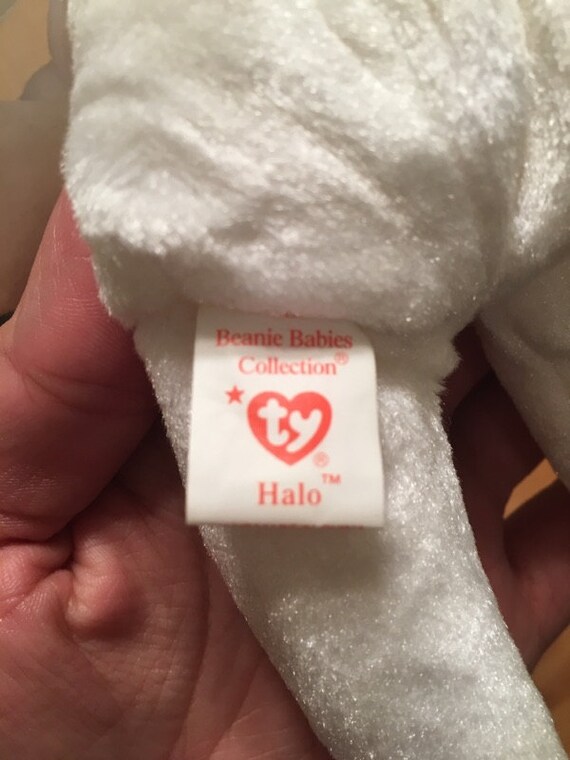 Beanie Babies
Collection®
★ ty ®
Halo™